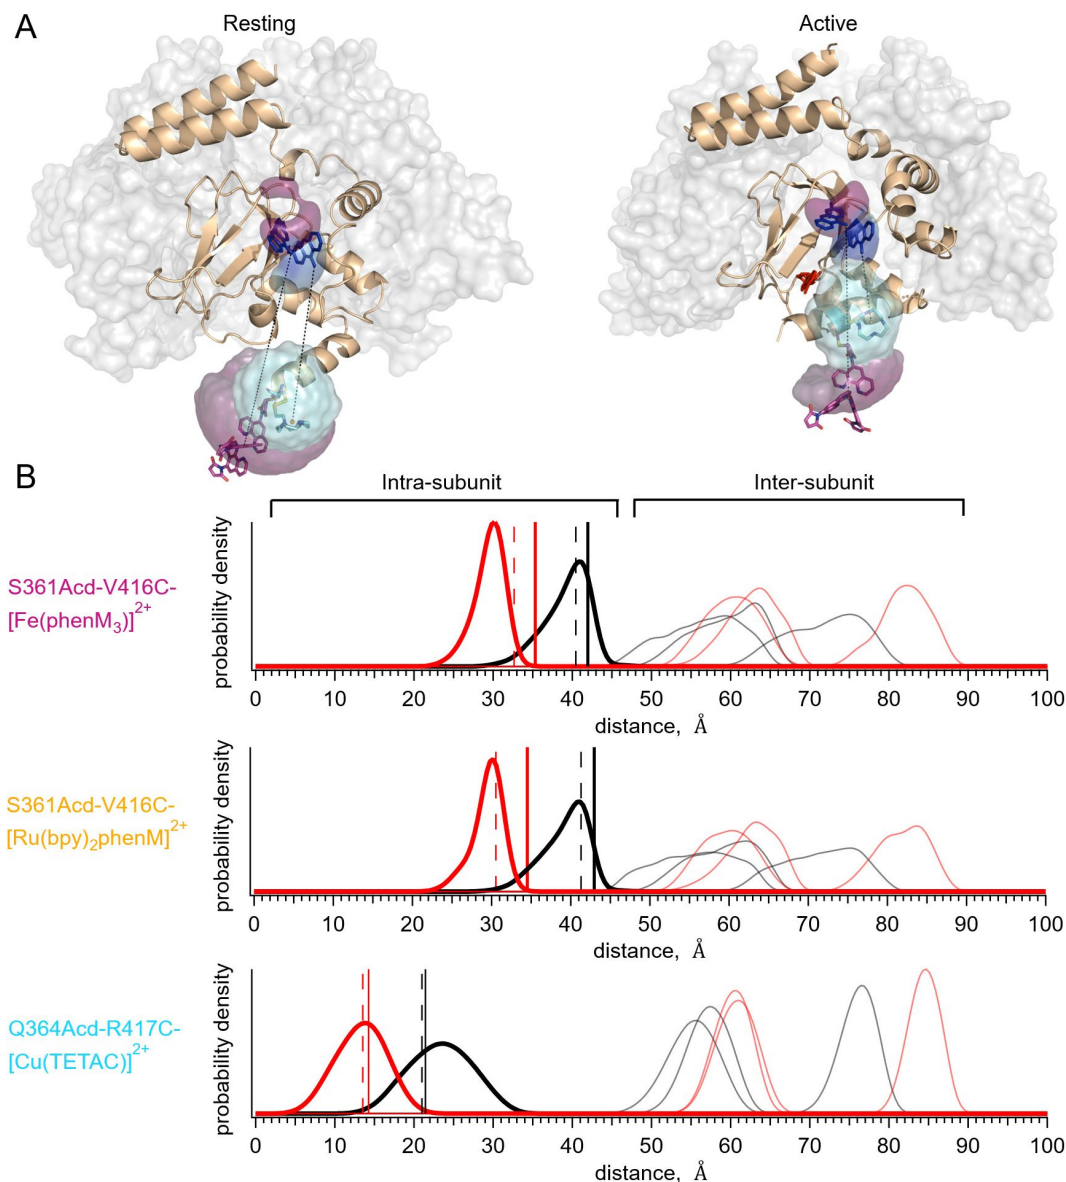 A
Resting
Active
B
Intra-subunit
Inter-subunit
S361Acd-V416C-
[Fe(phenM₃)]²⁺
probability density
0 10 20 30 40 50 60 70 80 90 100
distance, Å
S361Acd-V416C-
[Ru(bpy)₂phenM]²⁺
probability density
0 10 20 30 40 50 60 70 80 90 100
distance, Å
Q364Acd-R417C-
[Cu(TETAC)]²⁺
probability density
0 10 20 30 40 50 60 70 80 90 100
distance, Å